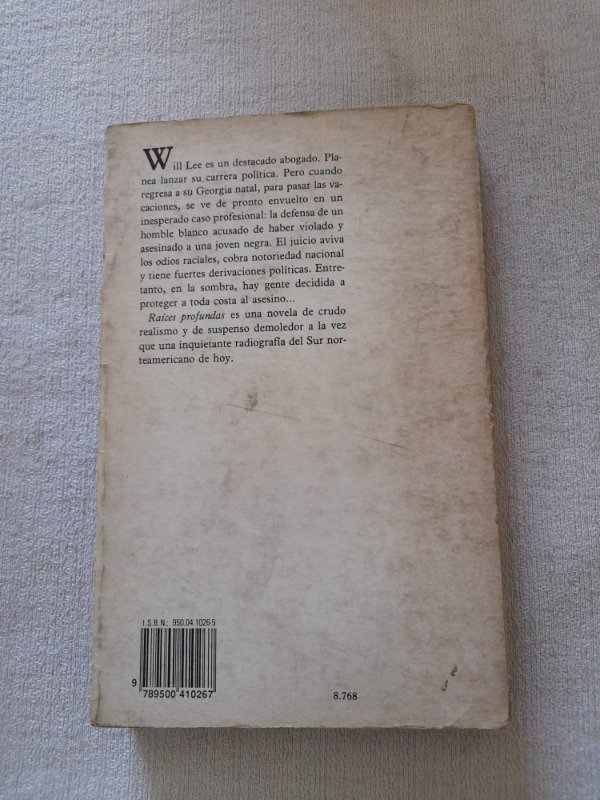 Will Lee es un destacado abogado. Pla-
nea lanzar su carrera política. Pero cuando
regresa a su Georgia natal, para pasar las va-
caciones, se ve de pronto envuelto en un
inesperado caso profesional: la defensa de un
homble blanco acusado de haber violado y
asesinado a una joven negra. El juicio aviva
los odios raciales, cobra notoriedad nacional
y tiene fuertes derivaciones políticas. Entre-
tanto, en la sombra, hay gente decidida a
proteger a toda costa al asesino...
Raíces profundas es una novela de crudo
realismo y de suspenso demoledor a la vez
que una inquietante radiografía del Sur nor-
teamericano de hoy.
I.S.B.N.: 950.04.1026-5
9 789500 410267
8.768